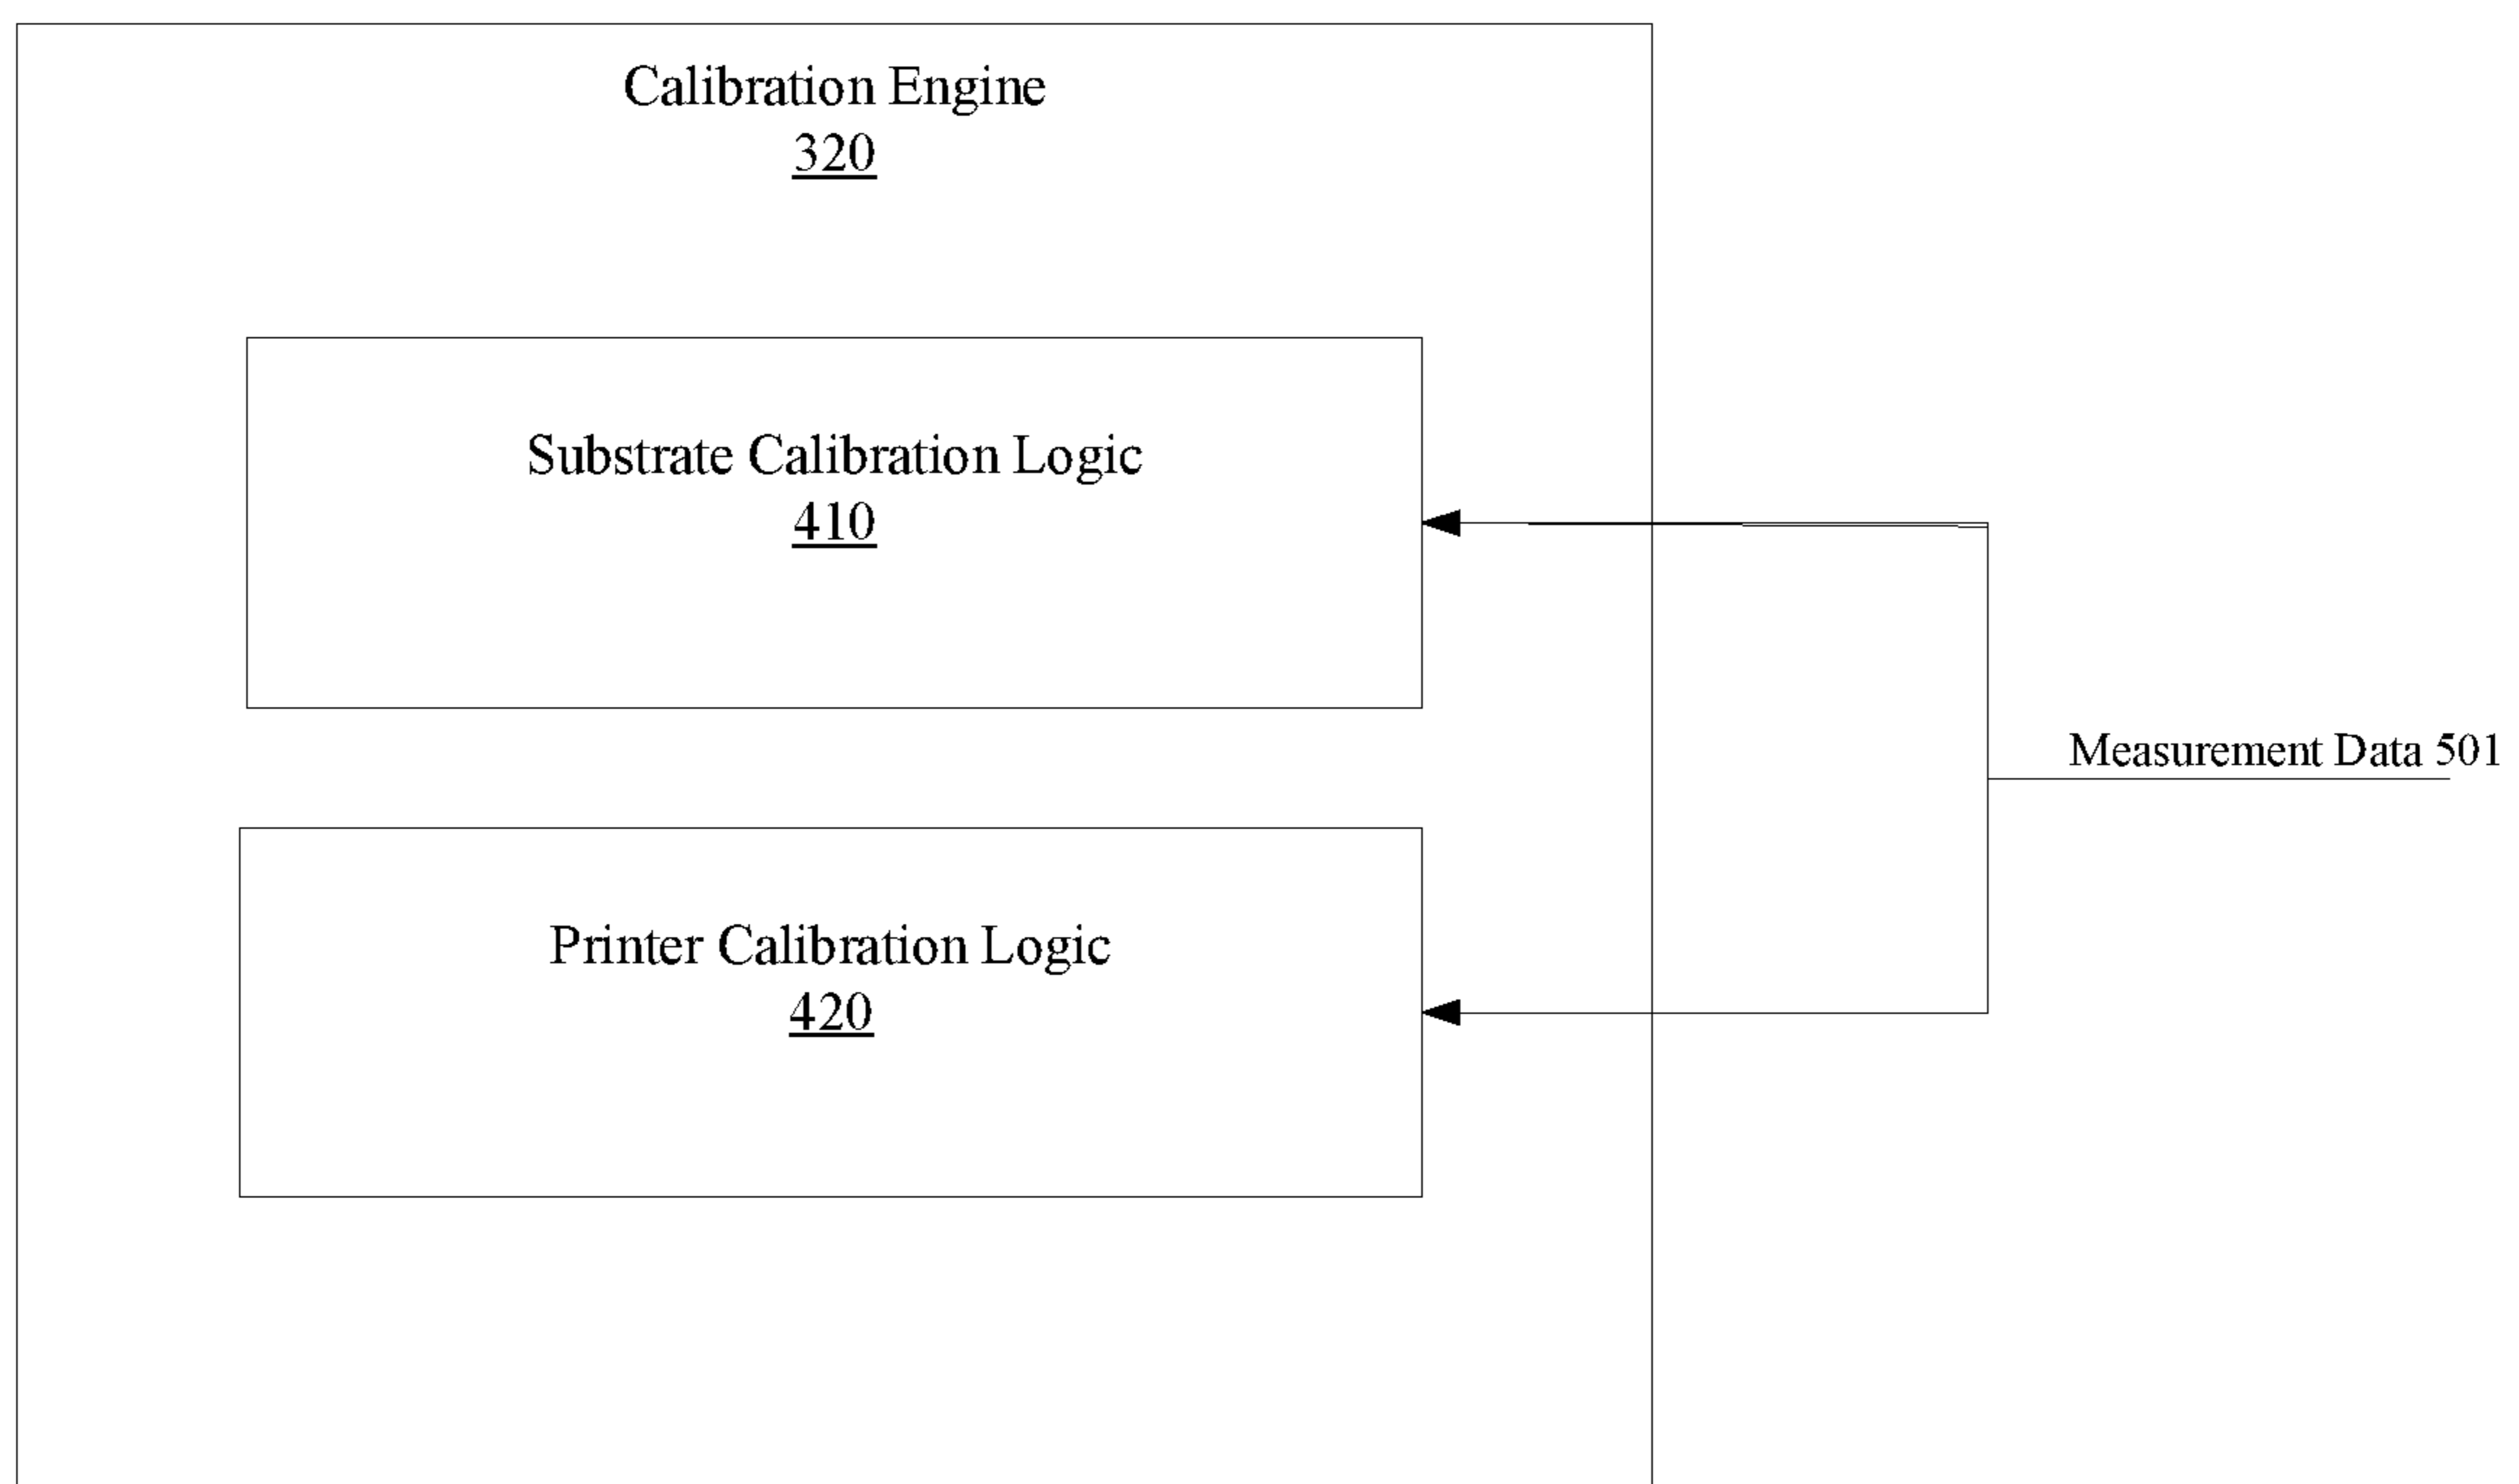 Calibration Engine
320
Substrate Calibration Logic
410
Measurement Data 501
Printer Calibration Logic
420